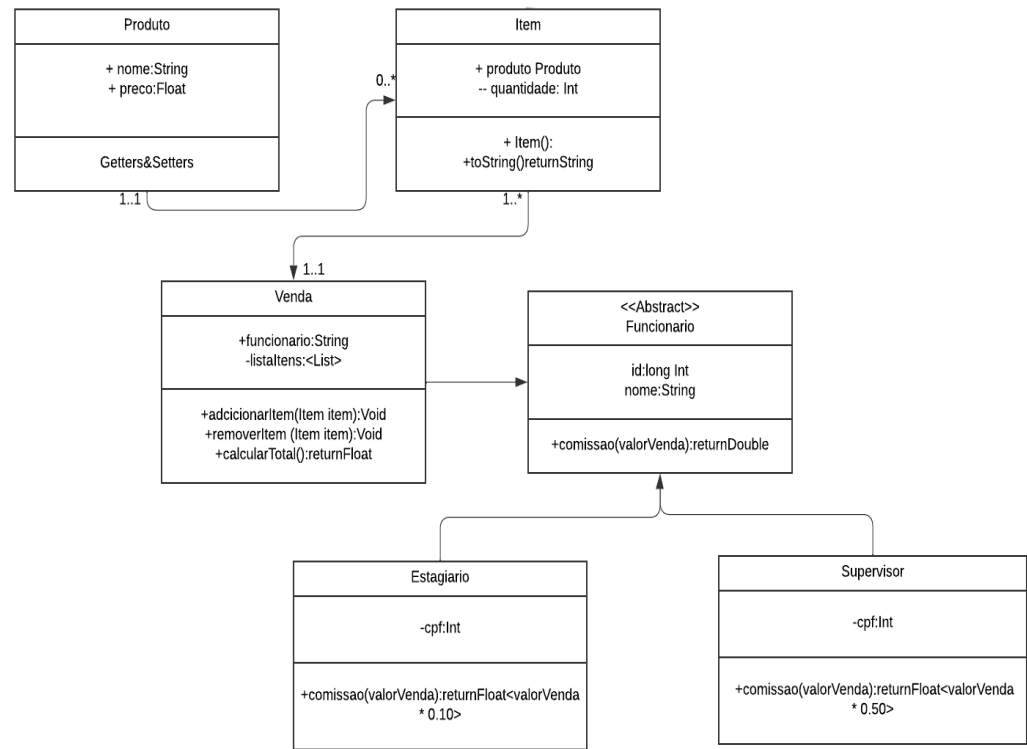 Produto
+ nome:String
+ preco:Float
Getters&Setters
1..1
0..*
Item
+ produto Produto
-- quantidade: Int
+ Item():
+toString()returnString
1..*
1..1
Venda
+funcionario:String
-listaItens:<List>
+adcicionarItem(Item item):Void
+removerItem (Item item):Void
+calcularTotal():returnFloat
<<Abstract>>
Funcionario
id:long Int
nome:String
+comissao(valorVenda):returnDouble
Estagiario
-cpf:Int
+comissao(valorVenda):returnFloat<valorVenda
* 0.10>
Supervisor
-cpf:Int
+comissao(valorVenda):returnFloat<valorVenda
* 0.50>